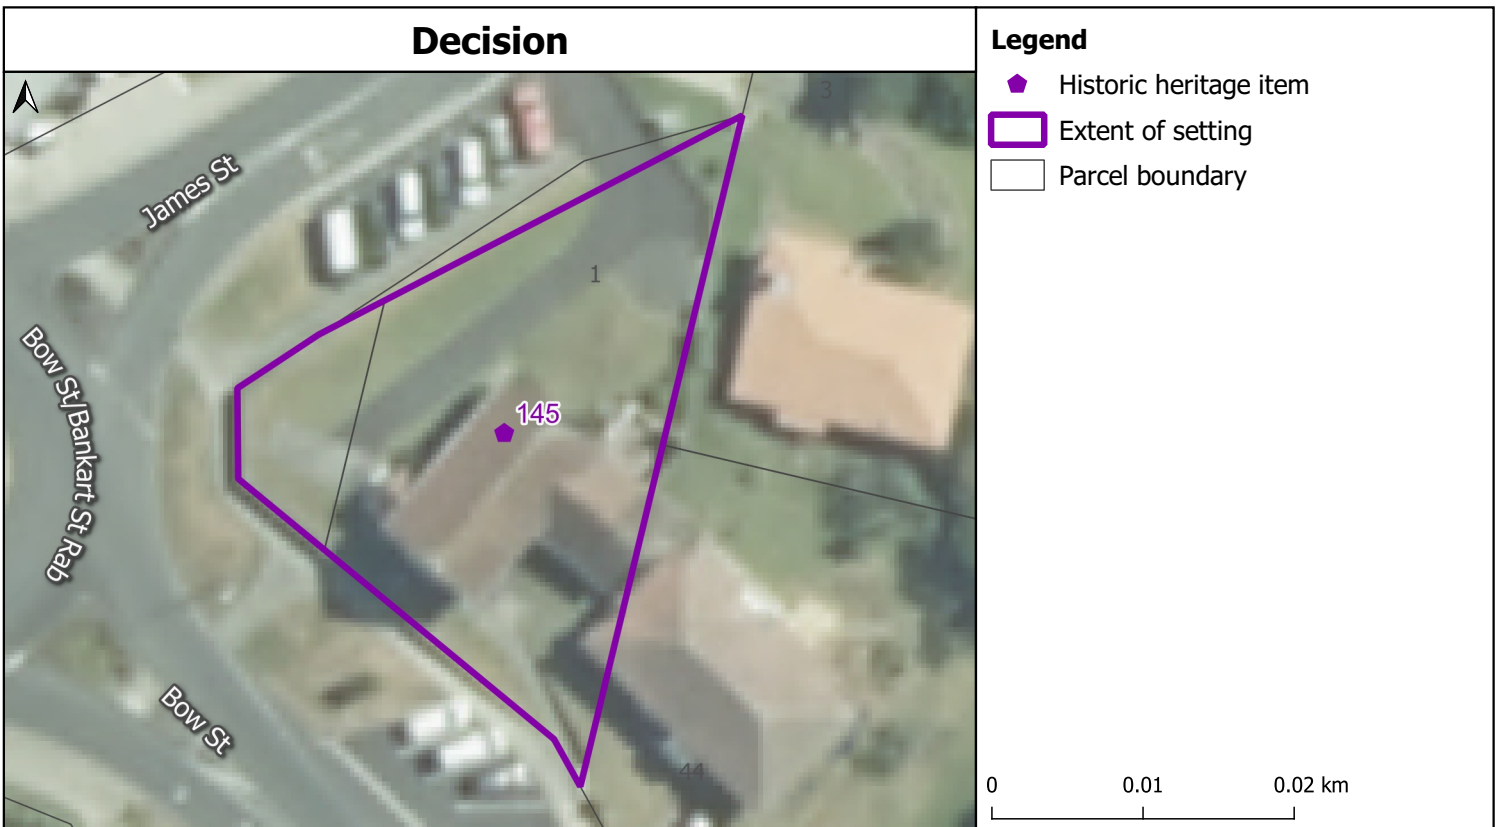 Decision
Legend
Historic heritage item
Extent of setting
Parcel boundary
3
James St
1
Bow St/Bankart St Rab
145
Bow St
44
0 0.01 0.02 km